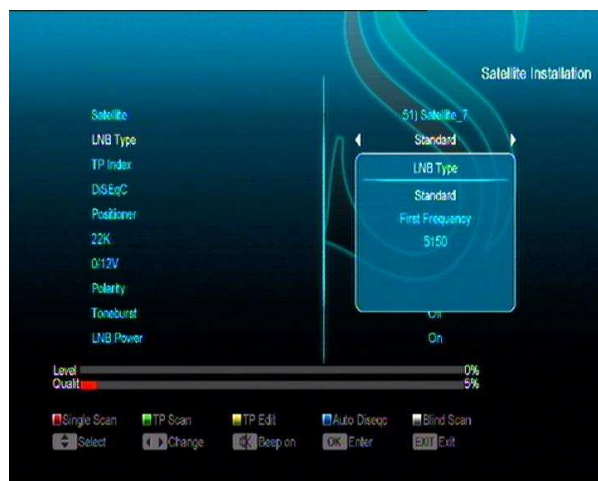 Satellite Installation
Satellite 51) Satellite_7
LNB Type Standard
TP Index
DiSEqC
Positioner
22K
0/12V
Polarity
Toneburst Off
LNB Power On
LNB Type
Standard
First Frequency
5150
Level 0%
Qualit 5%
Single Scan TP Scan TP Edit Auto Diseqc Blind Scan
Select Change Beep on OK Enter EXIT Exit